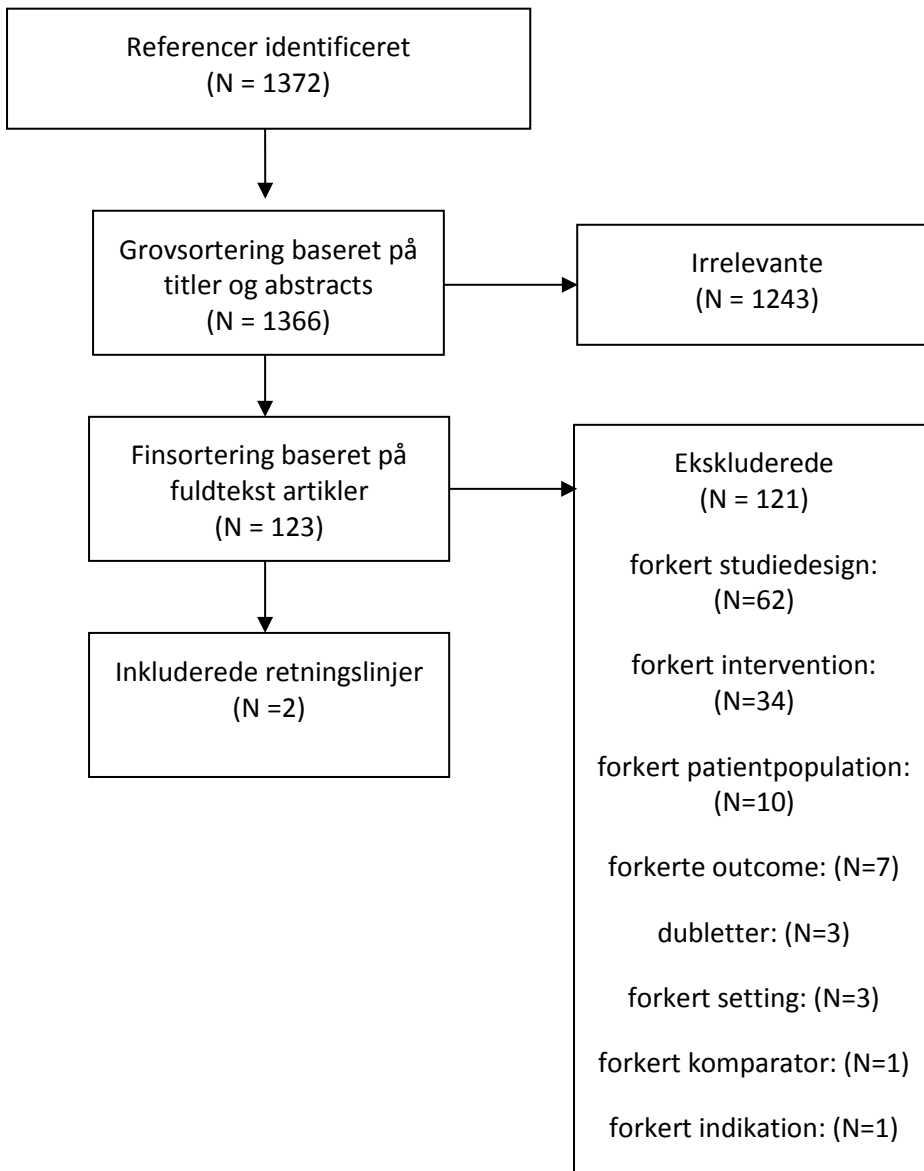 Referencer identificeret
(N = 1372)
Grovsortering baseret på
titler og abstracts
(N = 1366)
Irrelevante
(N = 1243)
Finsortering baseret på
fuldtekst artikler
(N = 123)
Ekskluderede
(N = 121)
forkert studiedesign:
(N=62)
forkert intervention:
(N=34)
forkert patientpopulation:
(N=10)
forkerte outcome: (N=7)
dubletter: (N=3)
forkert setting: (N=3)
forkert komparator: (N=1)
forkert indikation: (N=1)
Inkluderede retningslinjer
(N =2)